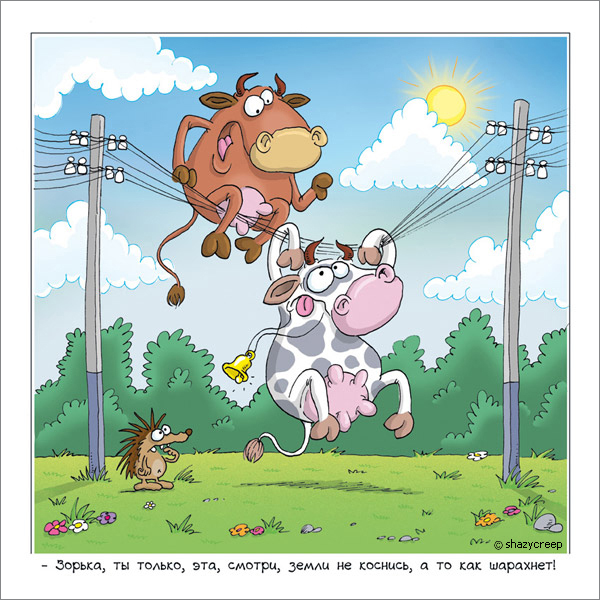 © shazycreep
- Зорька, ты только, эта, смотри, земли не коснись, а то как шарахнет!